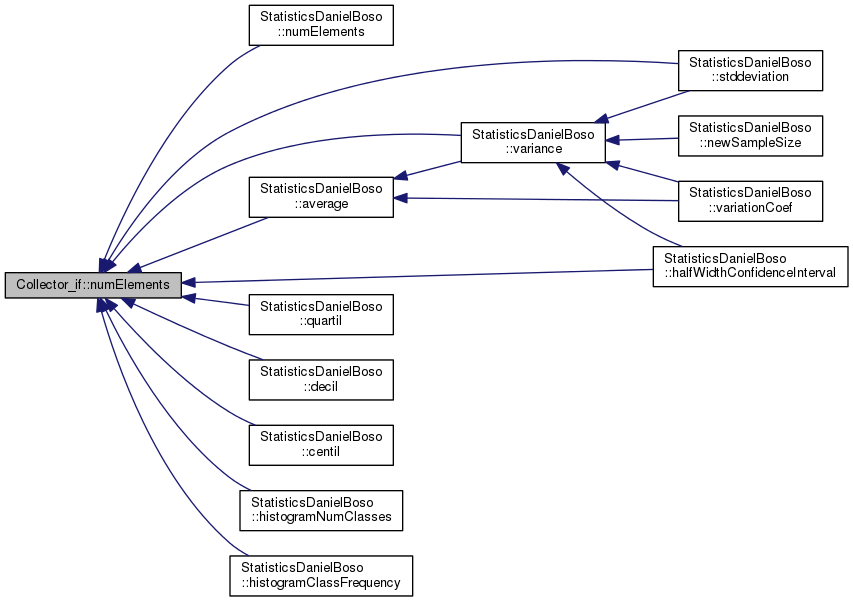 StatisticsDanielBoso
::numElements
StatisticsDanielBoso
::stddeviation
StatisticsDanielBoso
::variance
StatisticsDanielBoso
::newSampleSize
StatisticsDanielBoso
::average
StatisticsDanielBoso
::variationCoef
StatisticsDanielBoso
::halfWidthConfidenceInterval
Collector_if::numElements
StatisticsDanielBoso
::quartil
StatisticsDanielBoso
::decil
StatisticsDanielBoso
::centil
StatisticsDanielBoso
::histogramNumClasses
StatisticsDanielBoso
::histogramClassFrequency